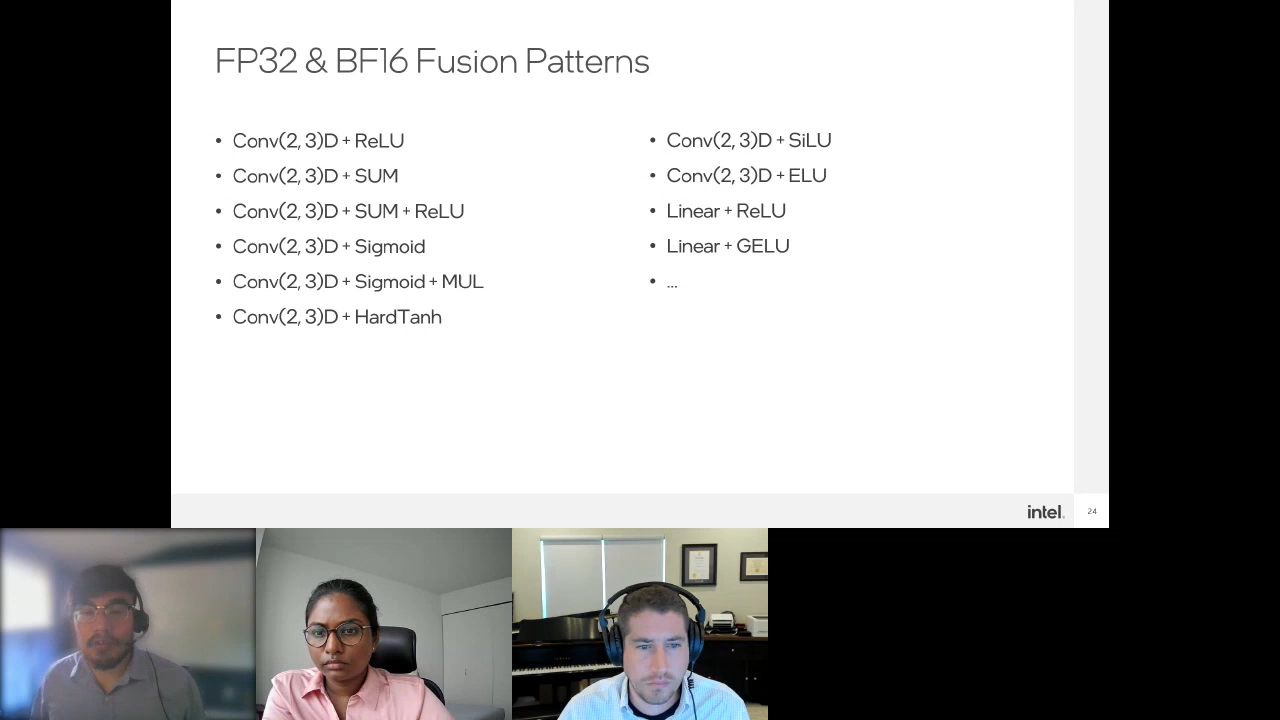 FP32 & BF16 Fusion Patterns
• Conv(2, 3)D + ReLU
• Conv(2, 3)D + SUM
• Conv(2, 3)D + SUM + ReLU
• Conv(2, 3)D + Sigmoid
• Conv(2, 3)D + Sigmoid + MUL
• Conv(2, 3)D + HardTanh
• Conv(2, 3)D + SiLU
• Conv(2, 3)D + ELU
• Linear + ReLU
• Linear + GELU
• ...
intel.
24